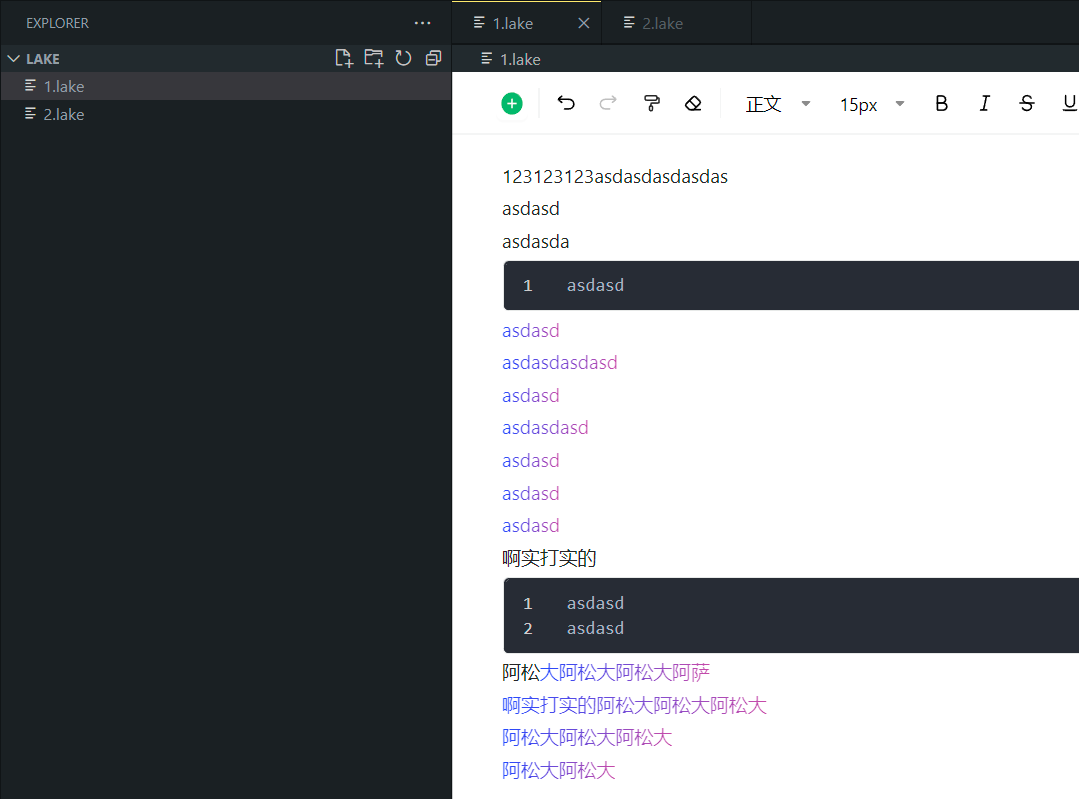 EXPLORER
LAKE
1.lake
2.lake
1.lake
2.lake
1.lake
正文
15px
B
I
S
U
123123123asdasdasdasdas
asdasd
asdasda
1 asdasd
asdasd
asdasdasdasd
asdasd
asdasdasd
asdasd
asdasd
asdasd
啊实打实的
1 asdasd
2 asdasd
阿松大阿松大阿松大阿萨
啊实打实的阿松大阿松大阿松大
阿松大阿松大阿松大
阿松大阿松大